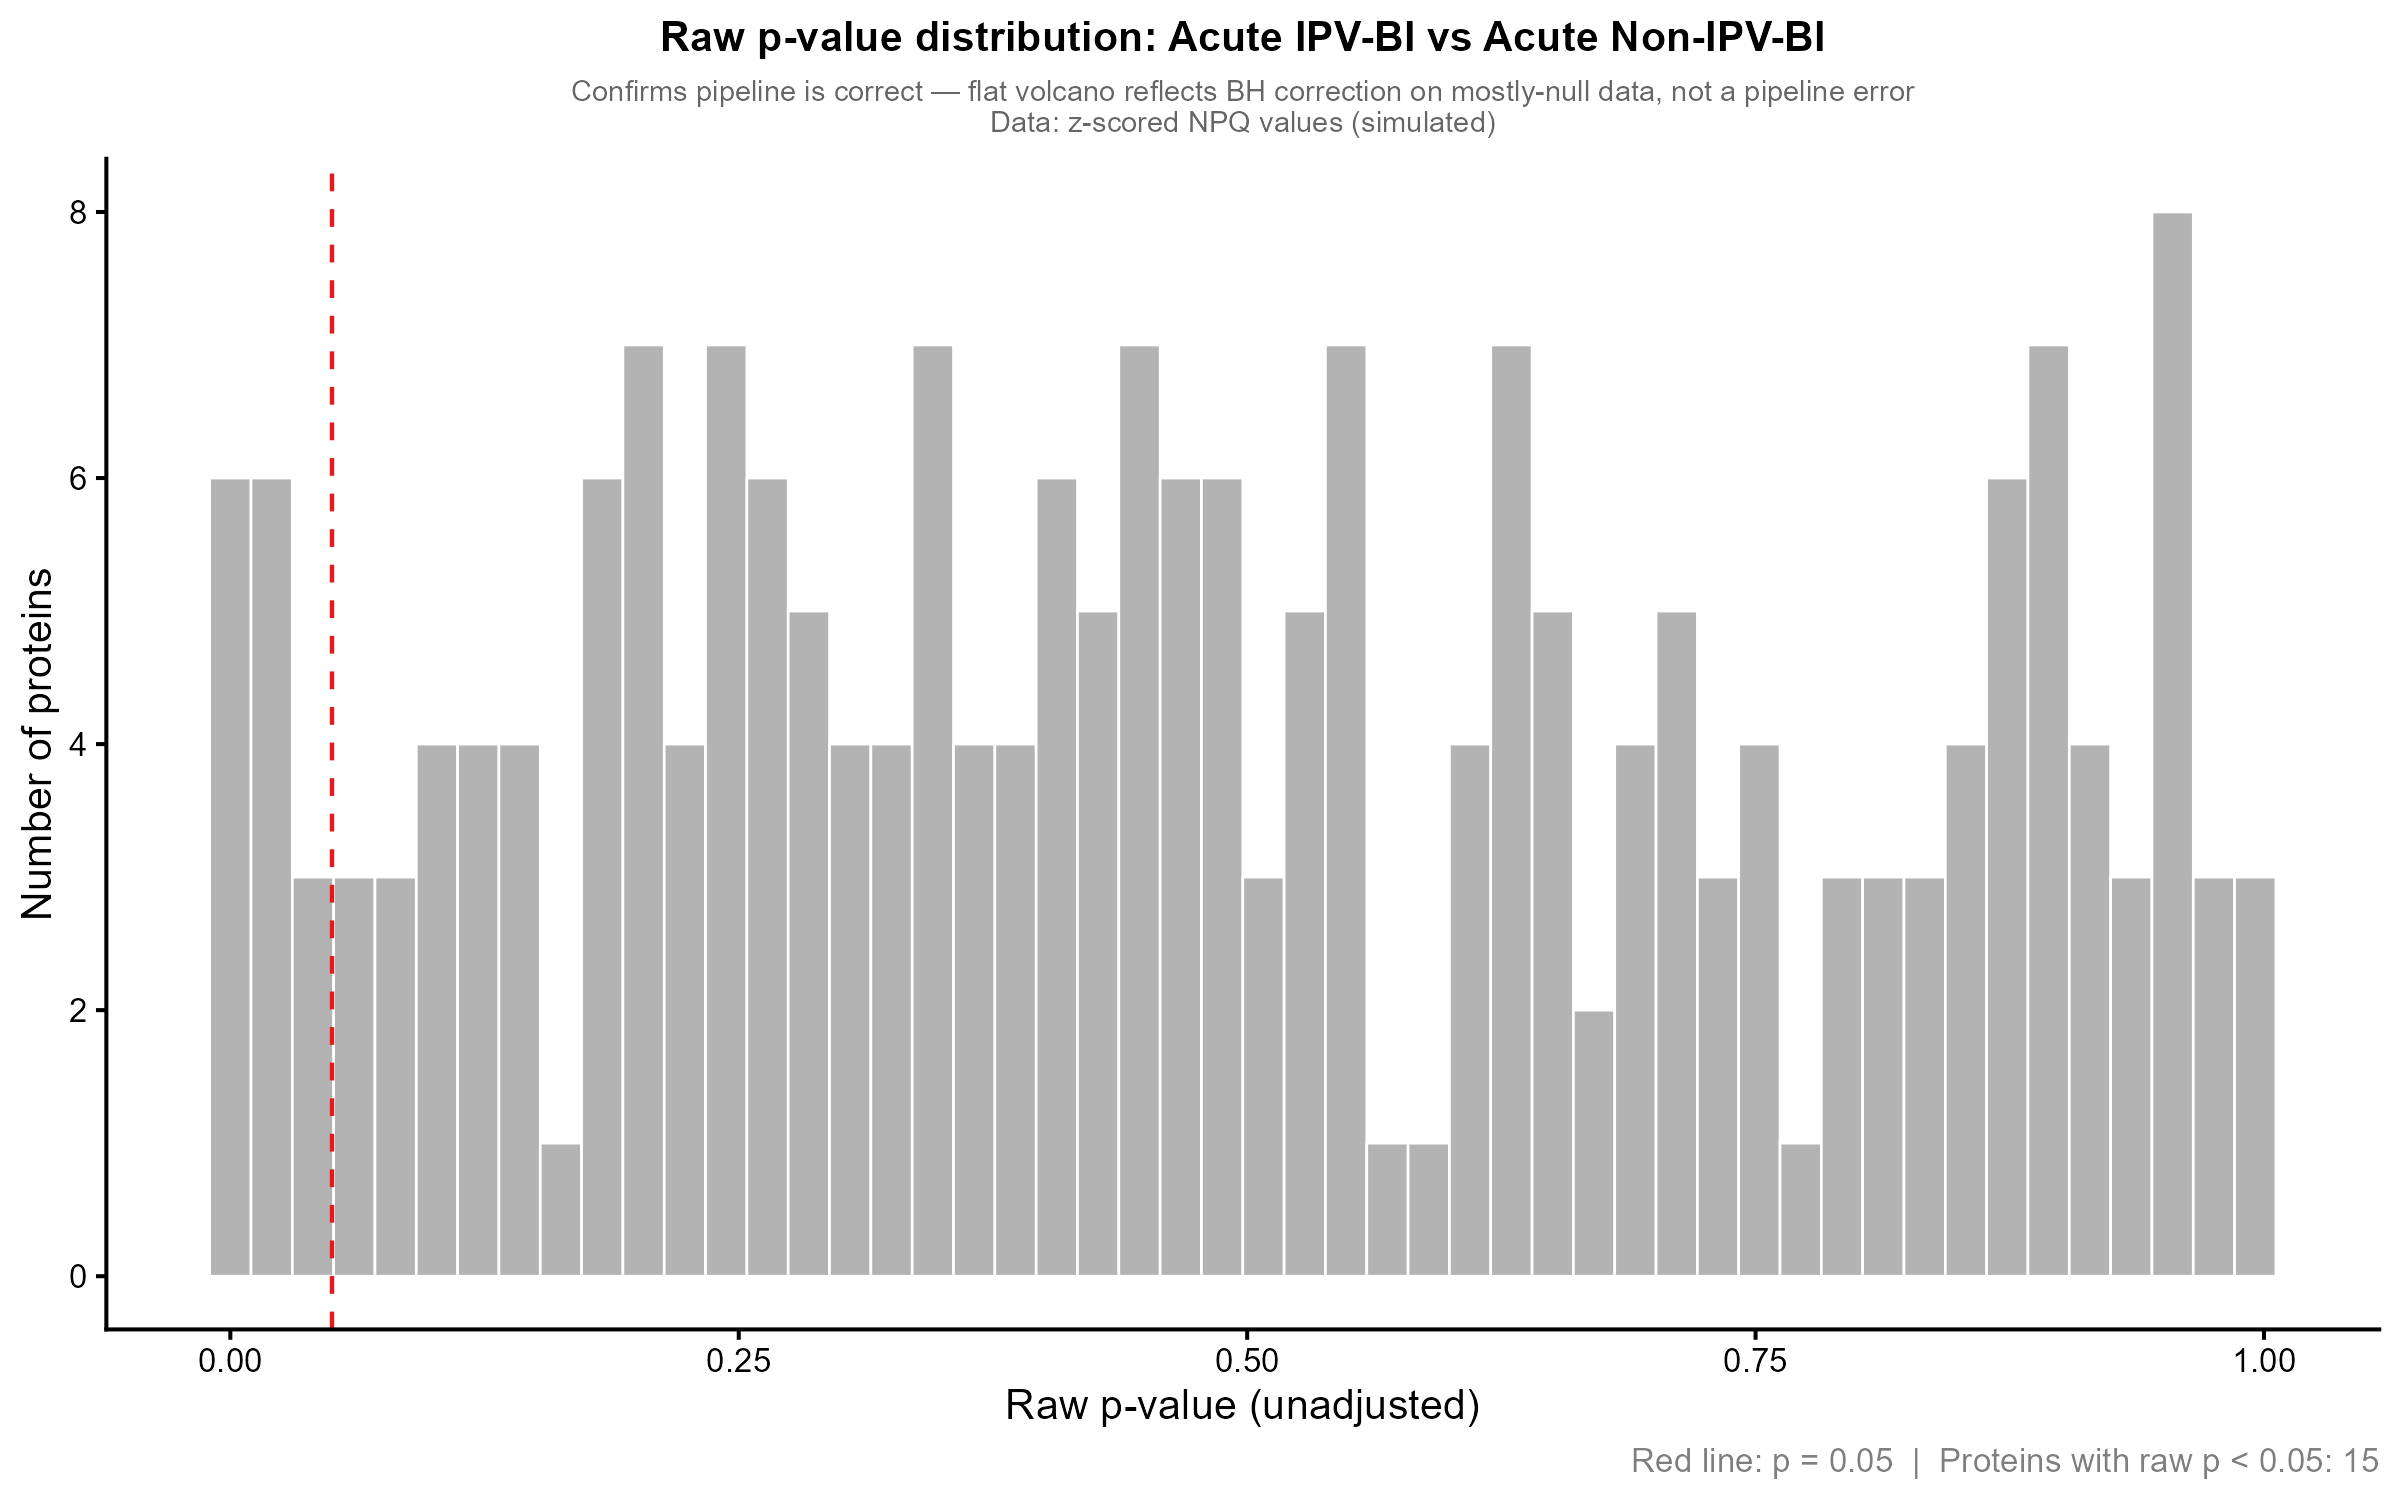 Raw p-value distribution: Acute IPV-BI vs Acute Non-IPV-BI
Confirms pipeline is correct — flat volcano reflects BH correction on mostly-null data, not a pipeline error
Data: z-scored NPQ values (simulated)
Number of proteins
8
6
4
2
0
0.00 0.25 0.50 0.75 1.00
Raw p-value (unadjusted)
Red line: p = 0.05 | Proteins with raw p < 0.05: 15